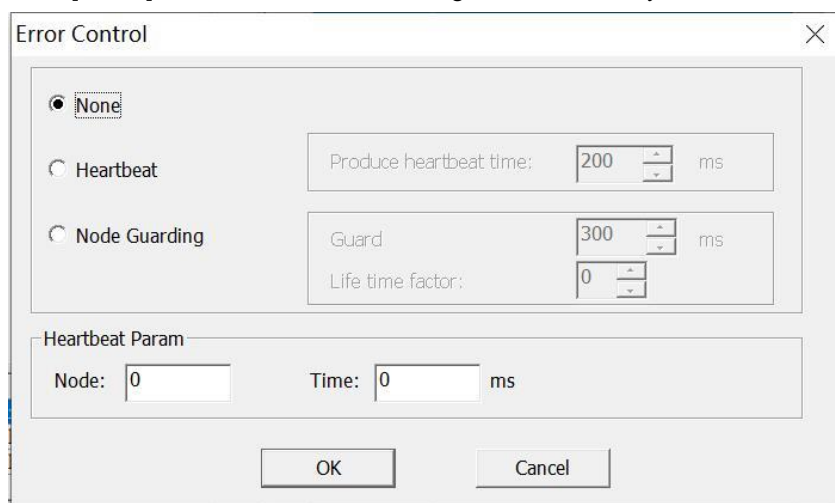 Error Control
None
Heartbeat
Produce heartbeat time: 200 ms
Node Guarding
Guard 300 ms
Life time factor: 0
Heartbeat Param
Node: 0 Time: 0 ms
OK Cancel